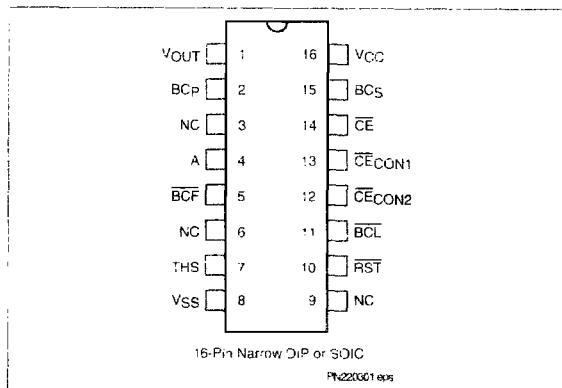 VOUT 1 16 VCC
BCP 2 15 BCS
NC 3 14 CE
A 4 13 CECON1
BCF 5 12 CECON2
NC 6 11 BCL
THS 7 10 RST
VSS 8 9 NC
16-Pin Narrow DIP or SOIC
PN220301.eps